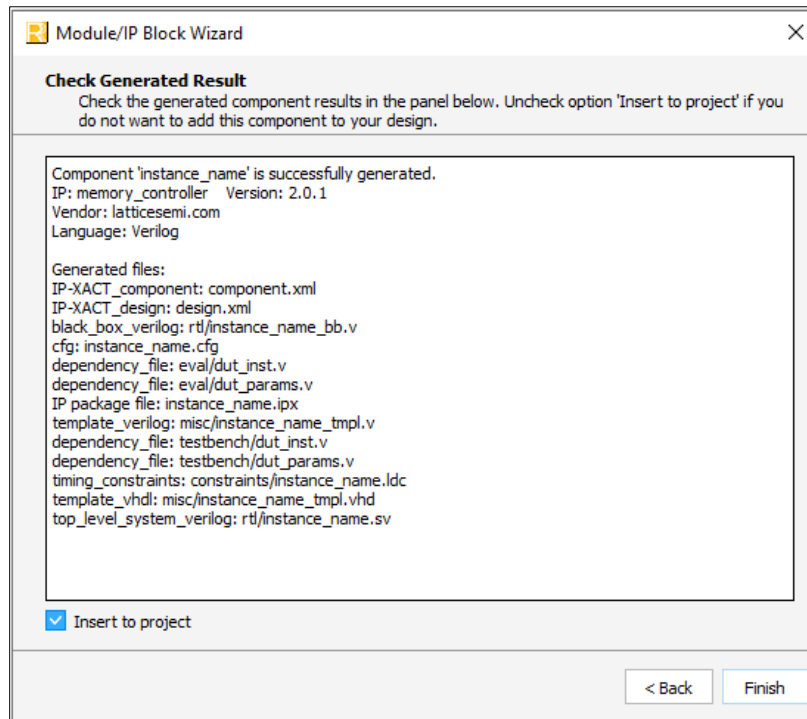 Module/IP Block Wizard
Check Generated Result
Check the generated component results in the panel below. Uncheck option 'Insert to project' if you
do not want to add this component to your design.
Component 'instance_name' is successfully generated.
IP: memory_controller    Version: 2.0.1
Vendor: latticesemi.com
Language: Verilog
Generated files:
IP-XACT_component: component.xml
IP-XACT_design: design.xml
black_box_verilog: rtl/instance_name_bb.v
cfg: instance_name.cfg
dependency_file: eval/dut_inst.v
dependency_file: eval/dut_params.v
IP package file: instance_name.ipx
template_verilog: misc/instance_name_tmpl.v
dependency_file: testbench/dut_inst.v
dependency_file: testbench/dut_params.v
timing_constraints: constraints/instance_name.ldc
template_vhdl: misc/instance_name_tmpl.vhd
top_level_system_verilog: rtl/instance_name.sv
Insert to project
< Back
Finish